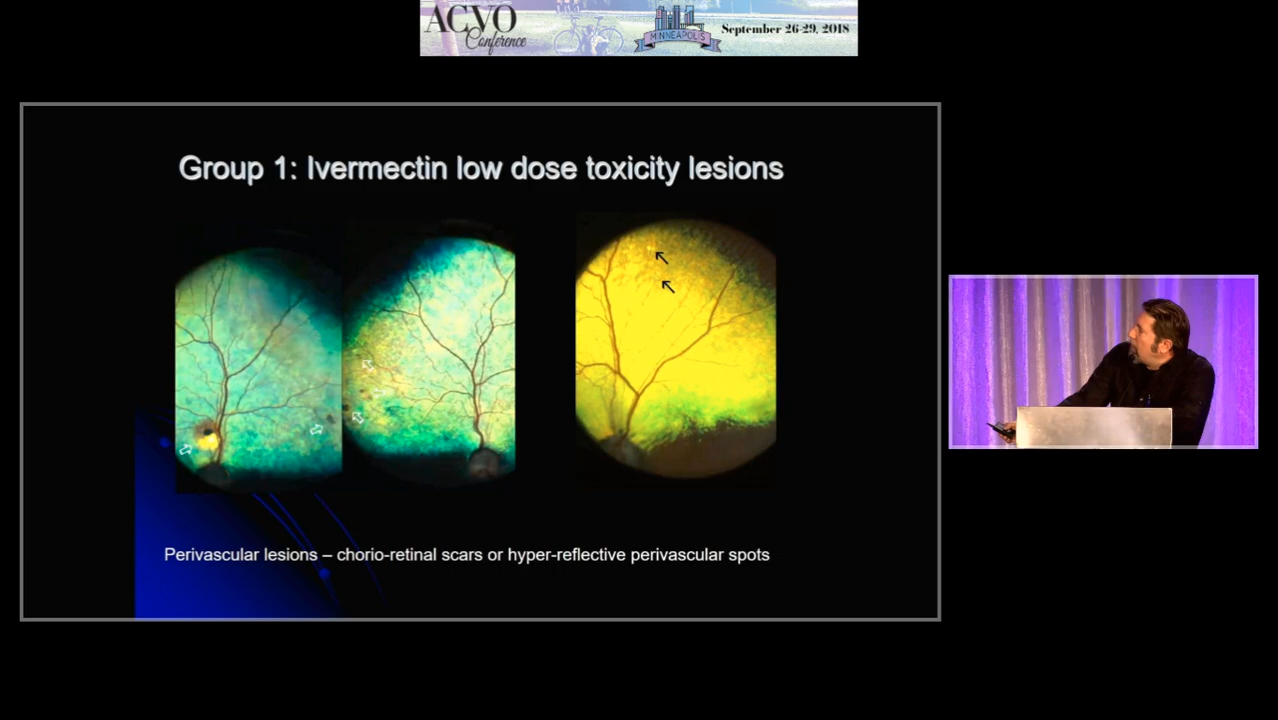 ACVO
Conference
MINNEAPOLIS
September 26-29, 2018
Group 1: Ivermectin low dose toxicity lesions
Perivascular lesions – chorio-retinal scars or hyper-reflective perivascular spots